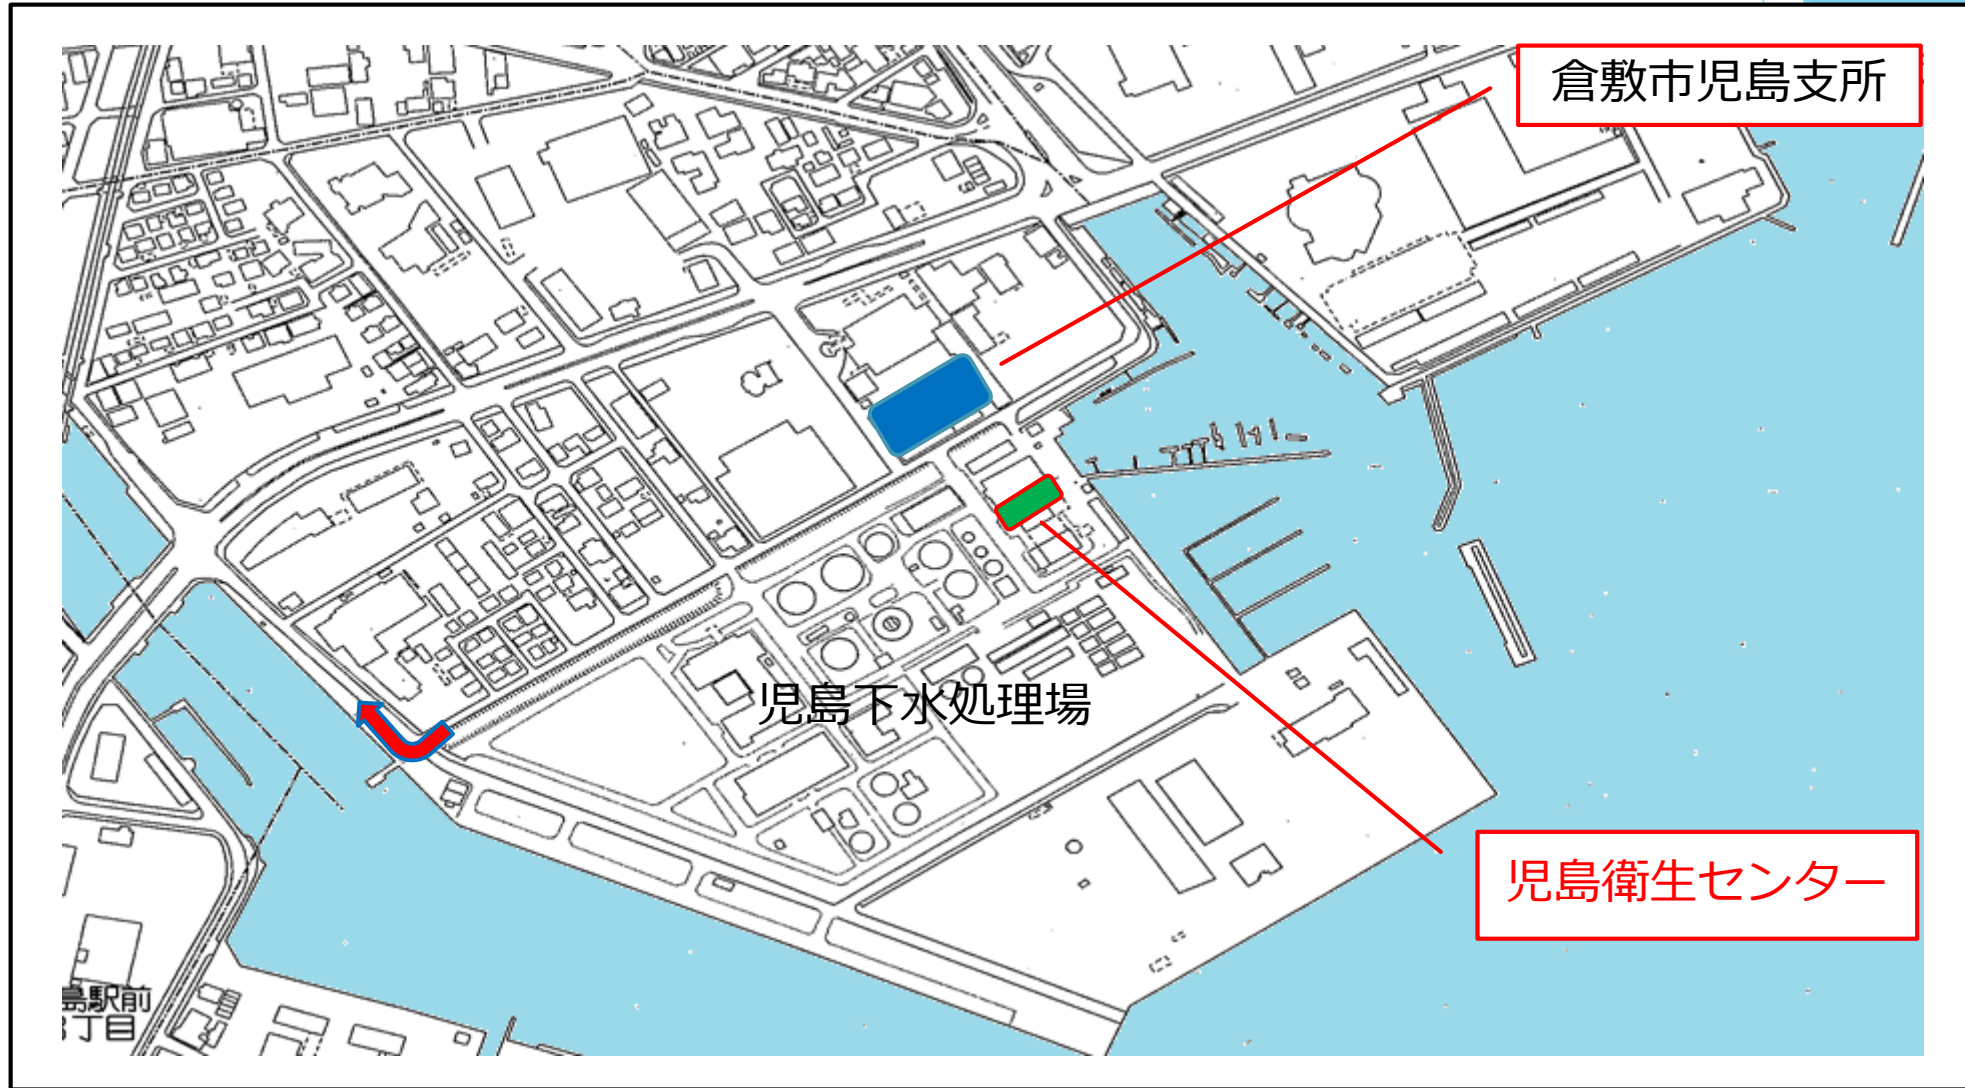 倉敷市児島支所
児島下水処理場
児島衛生センター
島駅前
丁目